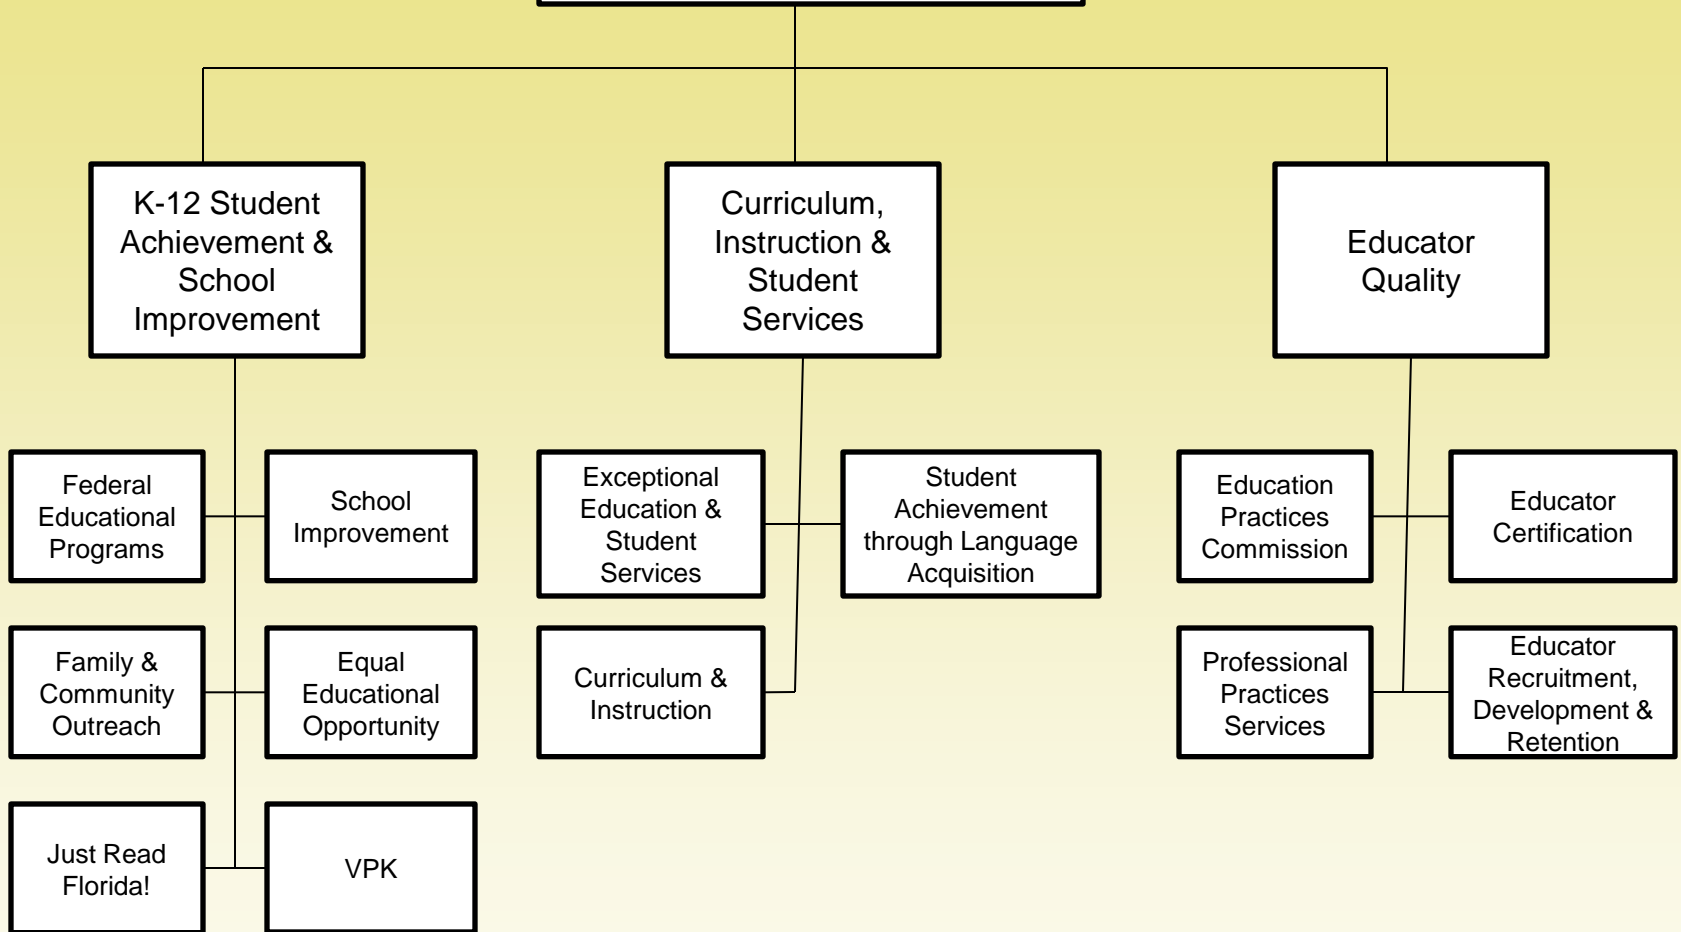 K-12 Student
Achievement &
School
Improvement
Curriculum,
Instruction &
Student
Services
Educator
Quality
Federal
Educational
Programs
School
Improvement
Exceptional
Education &
Student
Services
Student
Achievement
through Language
Acquisition
Education
Practices
Commission
Educator
Certification
Family &
Community
Outreach
Equal
Educational
Opportunity
Curriculum &
Instruction
Professional
Practices
Services
Educator
Recruitment,
Development &
Retention
Just Read
Florida!
VPK